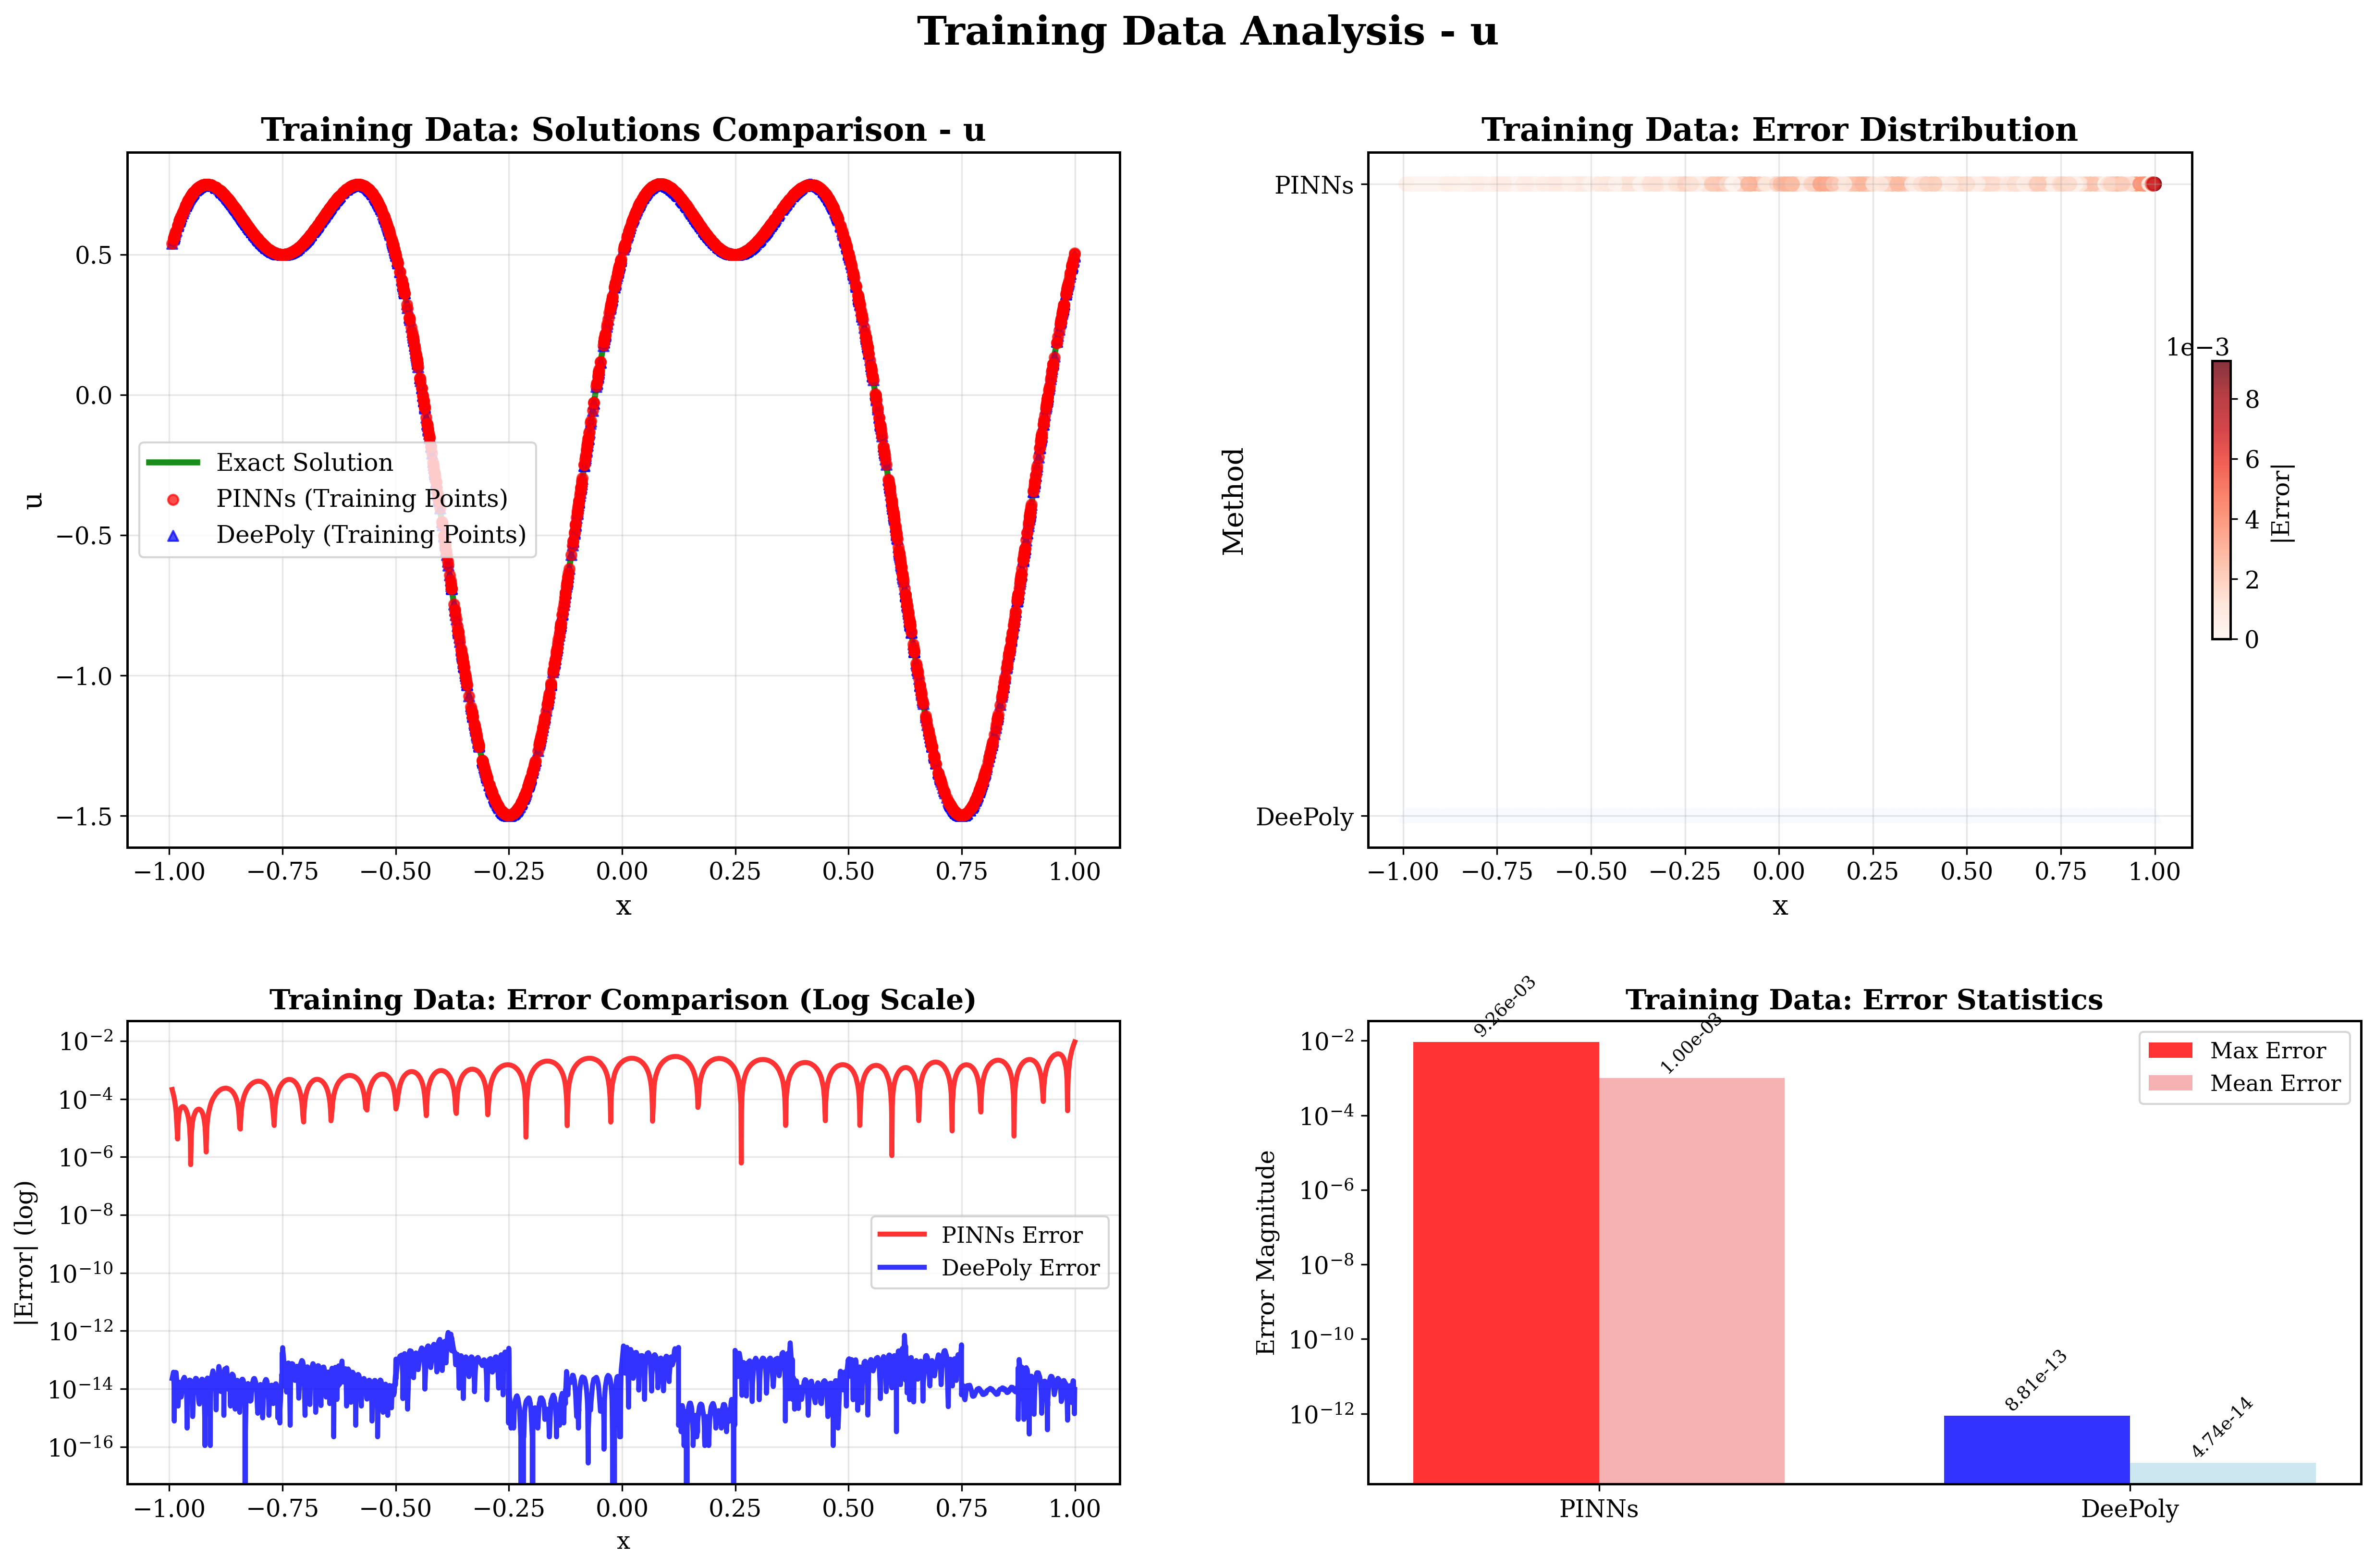 Training Data Analysis - u
Training Data: Solutions Comparison - u
u
0.5
0.0
−0.5
−1.0
−1.5
Exact Solution
PINNs (Training Points)
DeePoly (Training Points)
−1.00 −0.75 −0.50 −0.25 0.00 0.25 0.50 0.75 1.00
x
Training Data: Error Distribution
Method
PINNs
DeePoly
−1.00 −0.75 −0.50 −0.25 0.00 0.25 0.50 0.75 1.00
x
1e−3
8
6
4
2
0
|Error|
Training Data: Error Comparison (Log Scale)
|Error| (log)
10⁻²
10⁻⁴
10⁻⁶
10⁻⁸
10⁻¹⁰
10⁻¹²
10⁻¹⁴
10⁻¹⁶
PINNs Error
DeePoly Error
−1.00 −0.75 −0.50 −0.25 0.00 0.25 0.50 0.75 1.00
x
Training Data: Error Statistics
Error Magnitude
10⁻²
10⁻⁴
10⁻⁶
10⁻⁸
10⁻¹⁰
10⁻¹²
9.26e-03
1.00e-03
8.81e-13
4.74e-14
Max Error
Mean Error
PINNs DeePoly